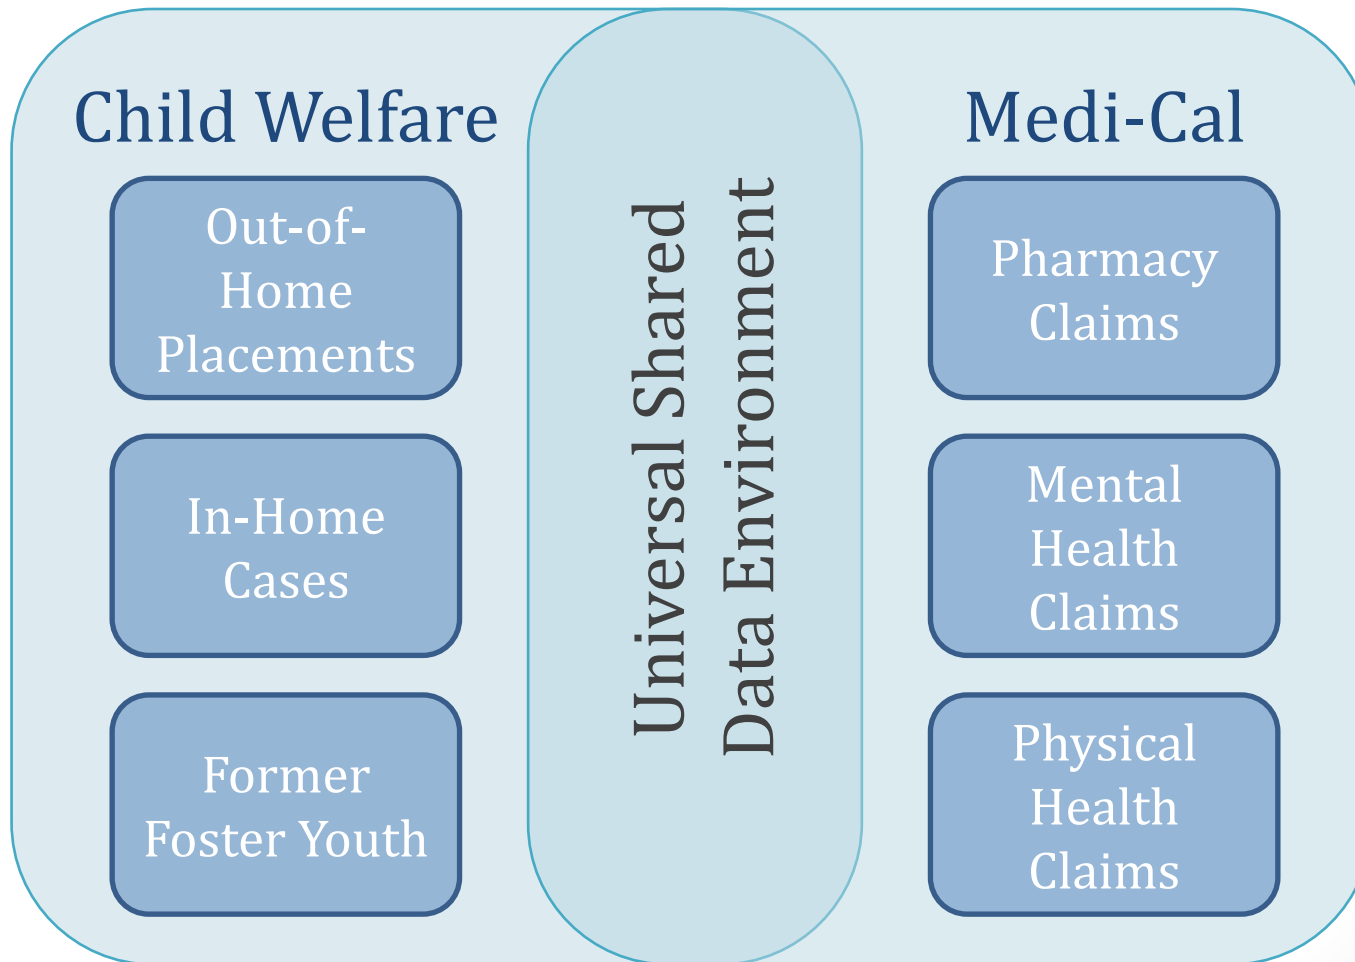 Child Welfare
Out-of-
Home
Placements
In-Home
Cases
Former
Foster Youth
Universal Shared
Data Environment
Medi-Cal
Pharmacy
Claims
Mental
Health
Claims
Physical
Health
Claims